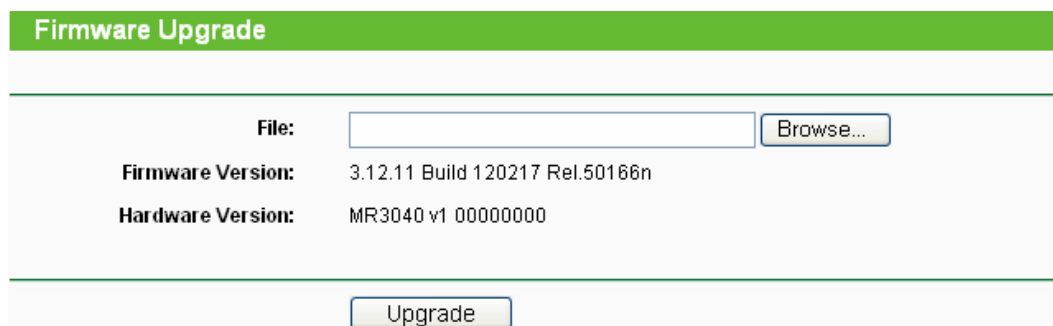 Firmware Upgrade
File:
Browse...
Firmware Version: 3.12.11 Build 120217 Rel.50166n
Hardware Version: MR3040 v1 00000000
Upgrade